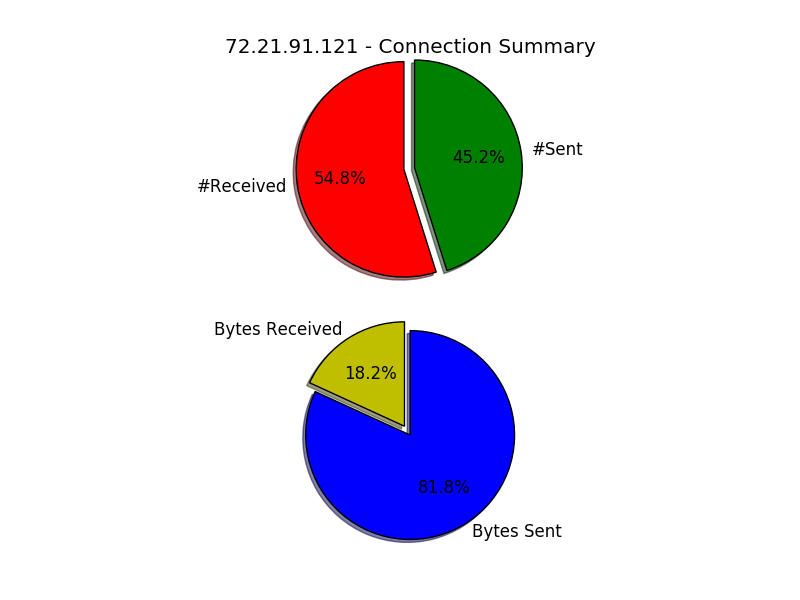 72.21.91.121 - Connection Summary
#Sent
45.2%
54.8%
#Received
Bytes Received
18.2%
81.8%
Bytes Sent